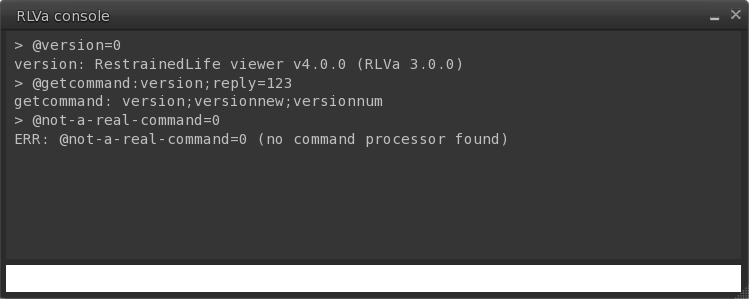 RLVa console
> @version=0
version: RestrainedLife viewer v4.0.0 (RLVa 3.0.0)
> @getcommand:version;reply=123
getcommand: version;versionnew;versionnum
> @not-a-real-command=0
ERR: @not-a-real-command=0 (no command processor found)